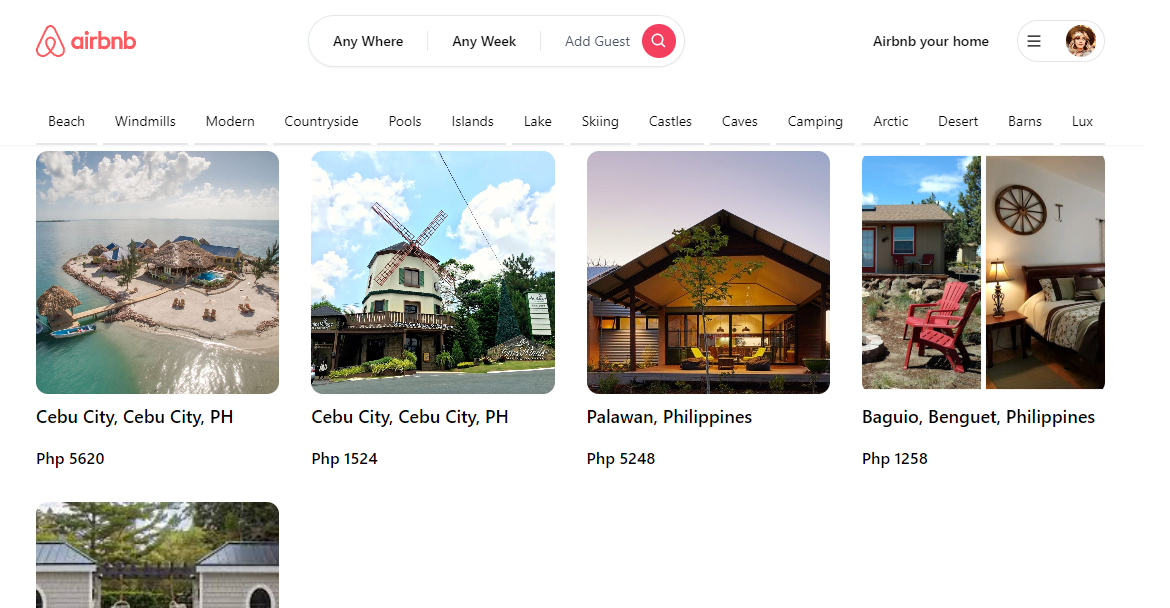 airbnb
Any Where Any Week Add Guest
Airbnb your home
Beach Windmills Modern Countryside Pools Islands Lake Skiing Castles Caves Camping Arctic Desert Barns Lux
Cebu City, Cebu City, PH
Php 5620
Cebu City, Cebu City, PH
Php 1524
Palawan, Philippines
Php 5248
Baguio, Benguet, Philippines
Php 1258